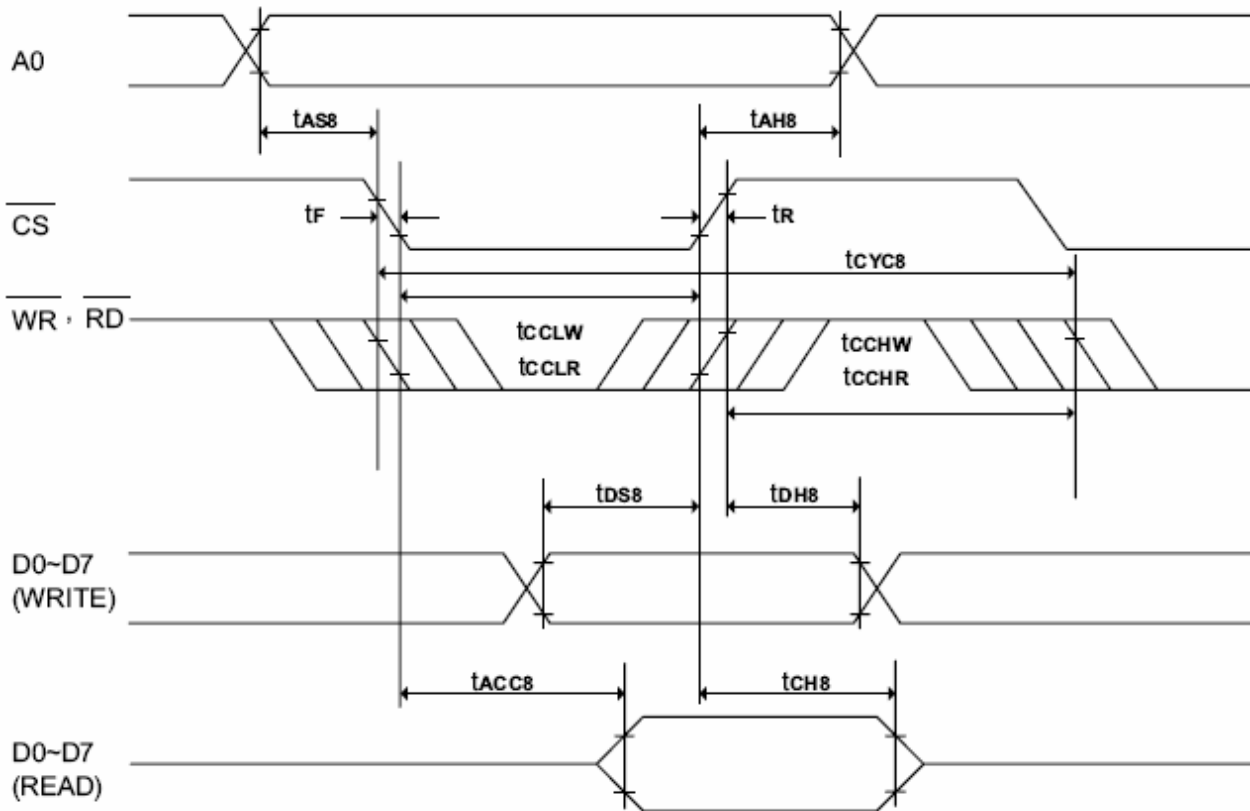 A0
tAS8
tAH8
CS
tF
tR
tCYC8
WR , RD
tCCLW
tCCLR
tCCHW
tCCHR
tDS8
tDH8
D0~D7
(WRITE)
tACC8
tCH8
D0~D7
(READ)